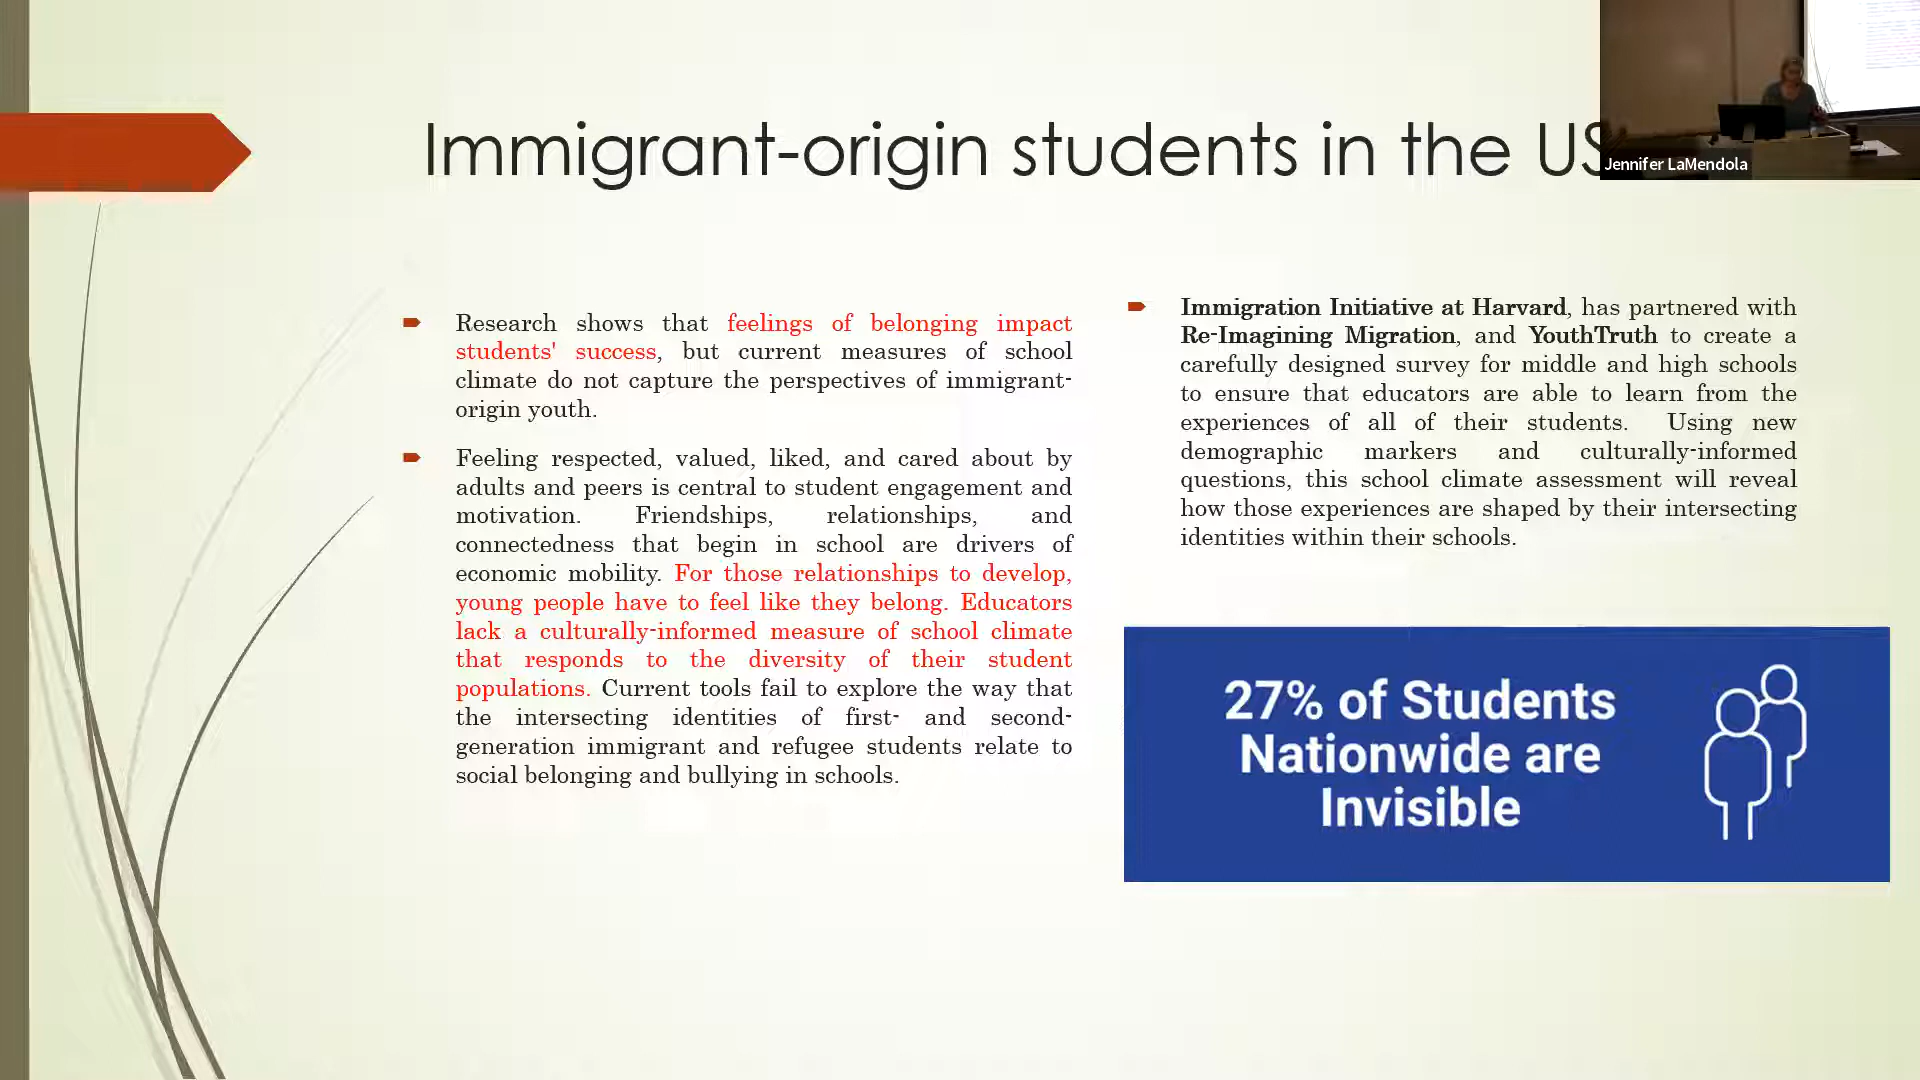 Immigrant-origin students in the US
Jennifer LaMendola
Research shows that feelings of belonging impact
students' success, but current measures of school
climate do not capture the perspectives of immigrant-
origin youth.
Feeling respected, valued, liked, and cared about by
adults and peers is central to student engagement and
motivation. Friendships, relationships, and
connectedness that begin in school are drivers of
economic mobility. For those relationships to develop,
young people have to feel like they belong. Educators
lack a culturally-informed measure of school climate
that responds to the diversity of their student
populations. Current tools fail to explore the way that
the intersecting identities of first- and second-
generation immigrant and refugee students relate to
social belonging and bullying in schools.
Immigration Initiative at Harvard, has partnered with
Re-Imagining Migration, and YouthTruth to create a
carefully designed survey for middle and high schools
to ensure that educators are able to learn from the
experiences of all of their students. Using new
demographic markers and culturally-informed
questions, this school climate assessment will reveal
how those experiences are shaped by their intersecting
identities within their schools.
27% of Students
Nationwide are
Invisible